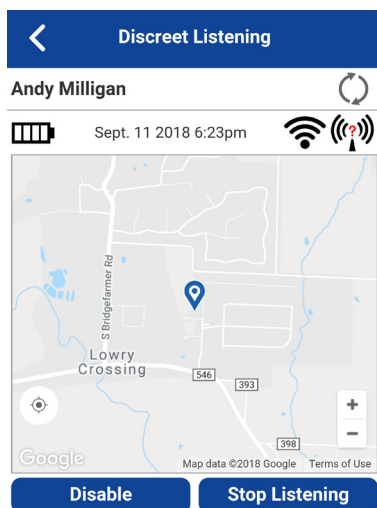 Discreet Listening
Andy Milligan
Sept. 11 2018 6:23pm
((?))
S Bridgefarmer Rd
Lowry
Crossing
546
393
398
Google
Map data ©2018 Google Terms of Use
Disable Stop Listening